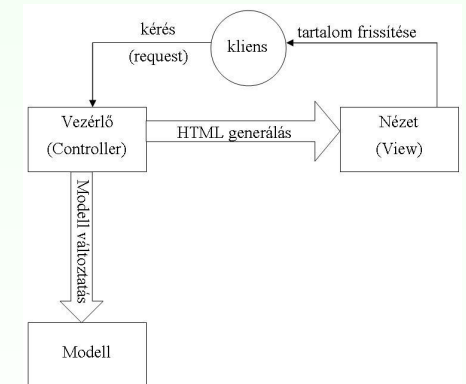 kérés
(request)
kliens
tartalom frissítése
Vezérlő
(Controller)
HTML generálás
Nézet
(View)
Modell változtatás
Modell